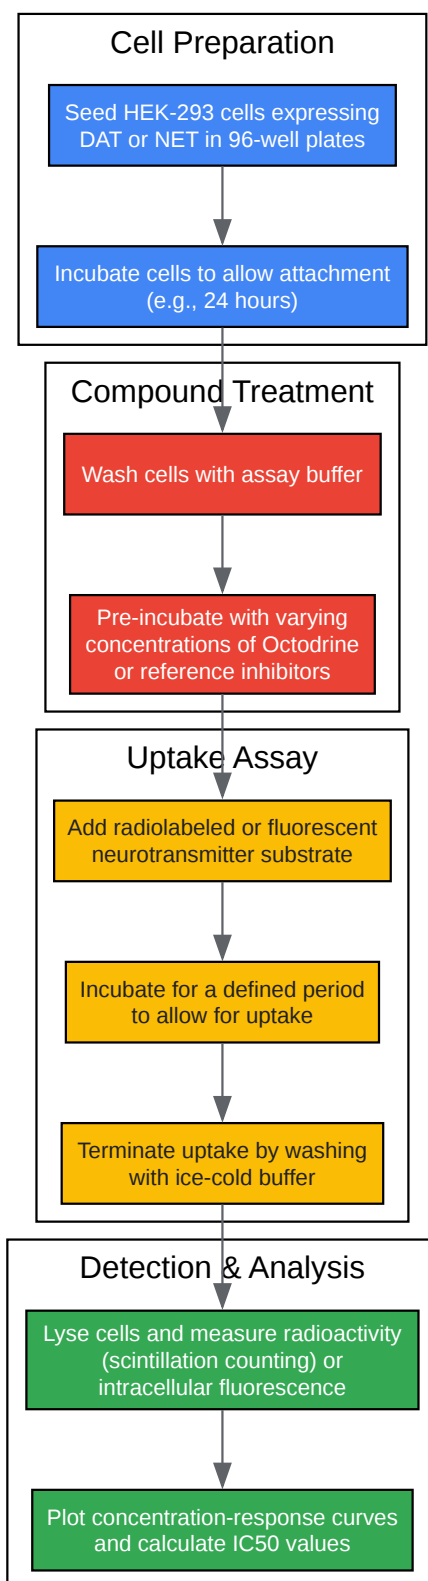 Cell Preparation
Seed HEK-293 cells expressing
DAT or NET in 96-well plates
Incubate cells to allow attachment
(e.g., 24 hours)
Compound Treatment
Wash cells with assay buffer
Pre-incubate with varying
concentrations of Octodrine
or reference inhibitors
Uptake Assay
Add radiolabeled or fluorescent
neurotransmitter substrate
Incubate for a defined period
to allow for uptake
Terminate uptake by washing
with ice-cold buffer
Detection & Analysis
Lyse cells and measure radioactivity
(scintillation counting) or
intracellular fluorescence
Plot concentration-response curves
and calculate IC50 values